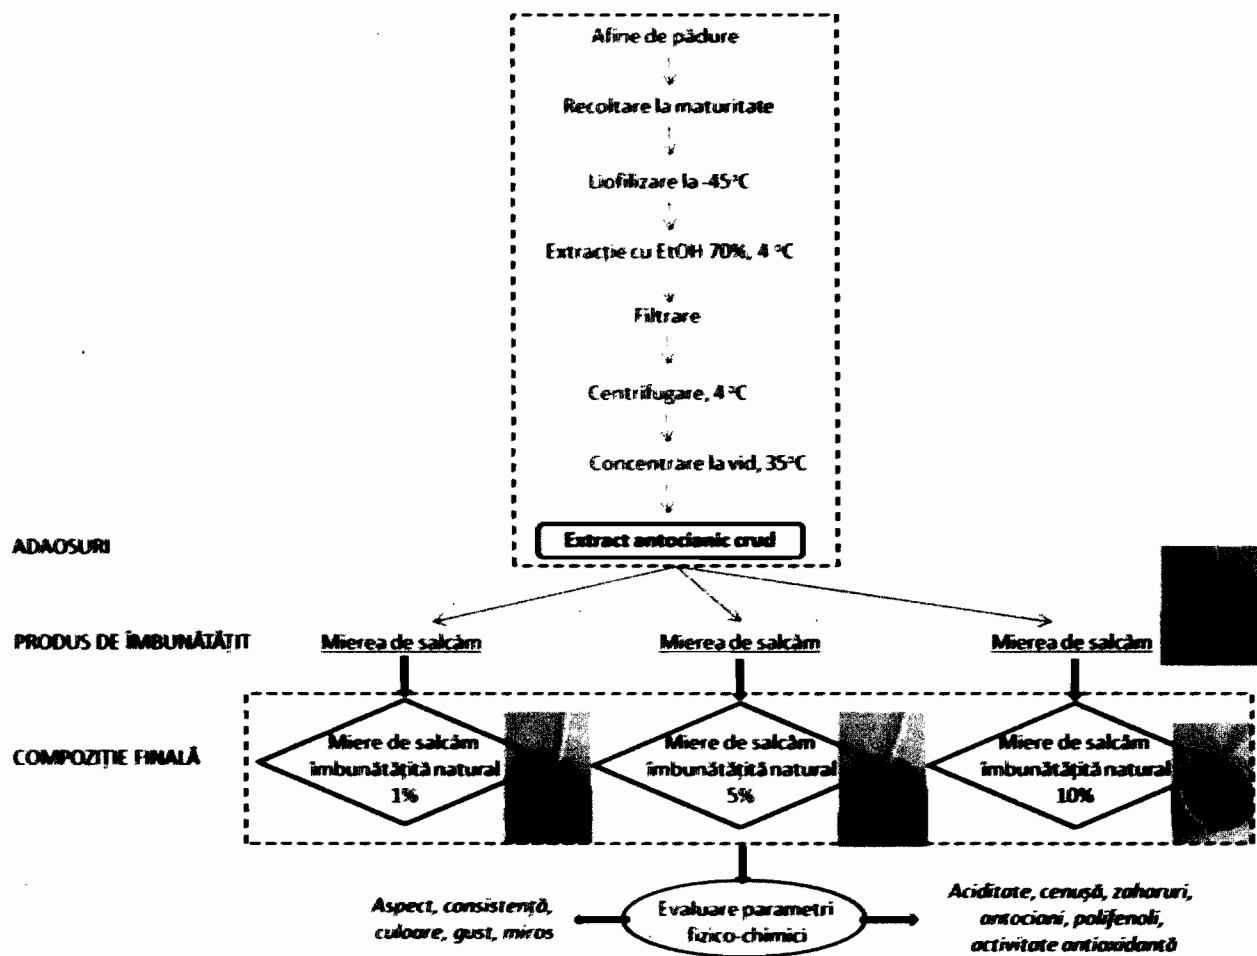 Afine de pădure
Recoltare la maturitate
Liofilizare la -45°C
Extracție cu EtOH 70%, 4 °C
Filtrare
Centrifugare, 4 °C
Concentrare la vid, 35°C
ADAOSURI
Extract antocianic crud
PRODUS DE ÎMBUNĂTĂȚIT
Mierea de salcâm
Mierea de salcâm
Mierea de salcâm
COMPOZIȚIE FINALĂ
Miere de salcâm
îmbunătățită natural
1%
Miere de salcâm
îmbunătățită natural
5%
Miere de salcâm
îmbunătățită natural
10%
Aspect, consistență,
culoare, gust, miros
Evaluare parametri
fizico-chimici
Aciditate, cenușă, zaharuri,
antociani, polifenoli,
activitate antioxidantă